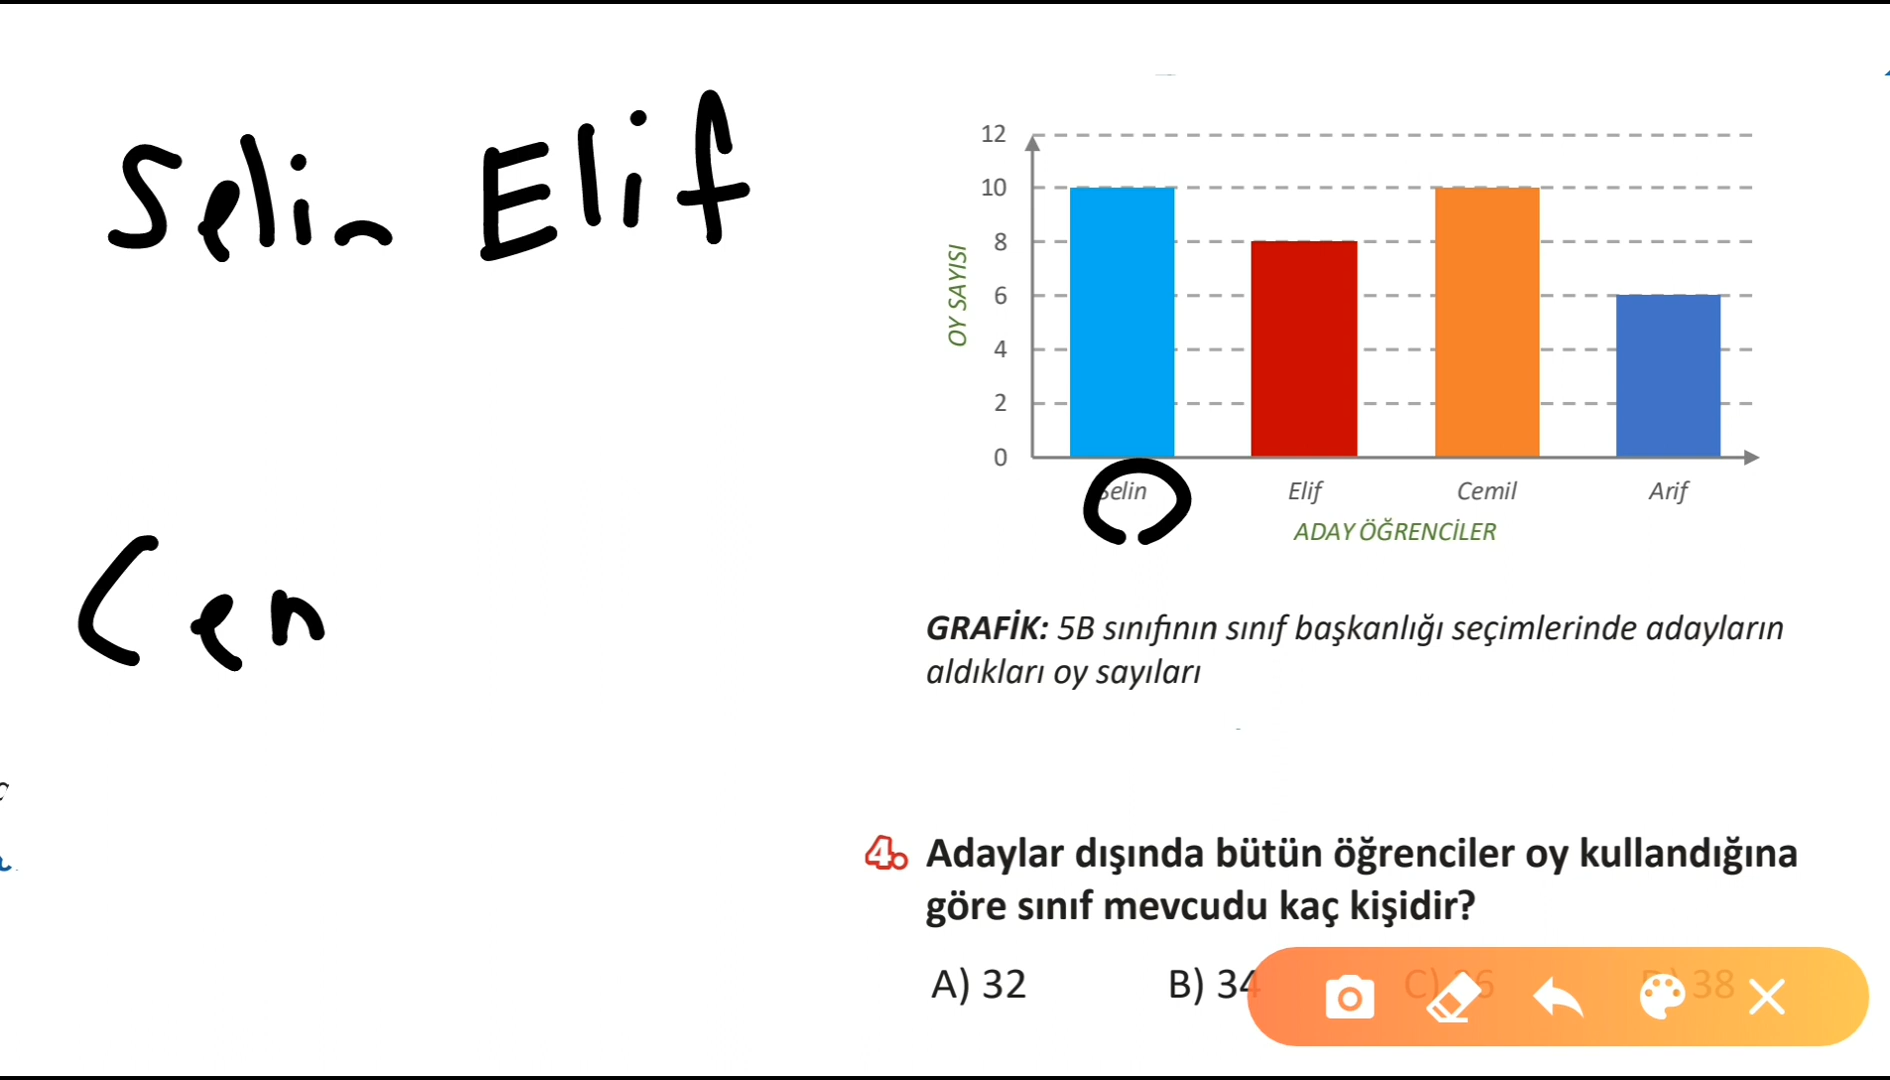 Selin Elif
Cen
12
10
8
6
4
2
0
OY SAYISI
Selin Elif Cemil Arif
ADAY ÖĞRENCİLER
GRAFİK: 5B sınıfının sınıf başkanlığı seçimlerinde adayların
aldıkları oy sayıları
4. Adaylar dışında bütün öğrenciler oy kullandığına
göre sınıf mevcudu kaç kişidir?
A) 32 B) 34 C) 36 D) 38